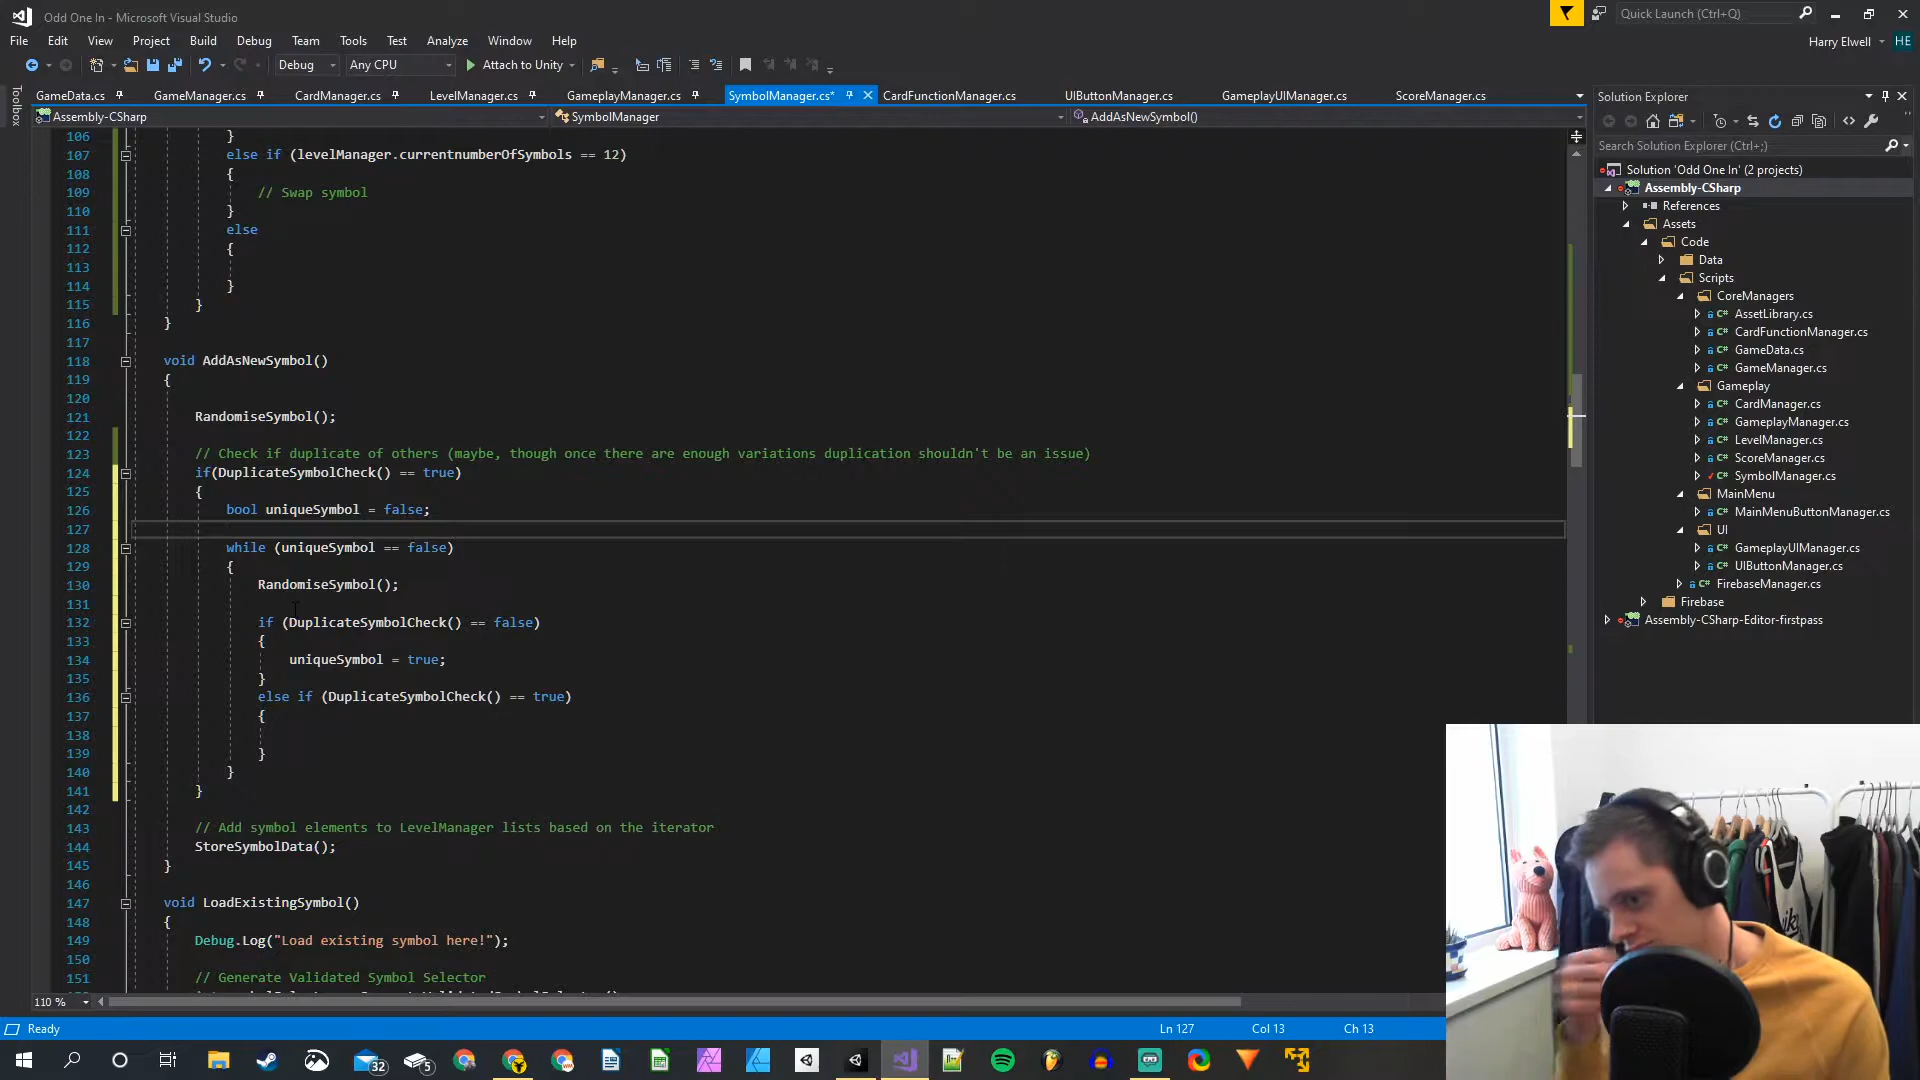 Odd One In - Microsoft Visual Studio
Quick Launch (Ctrl+Q)
File Edit View Project Build Debug Team Tools Test Analyze Window Help
Harry Elwell HE
Debug Any CPU Attach to Unity
Toolbox
GameData.cs GameManager.cs CardManager.cs LevelManager.cs GameplayManager.cs SymbolManager.cs* CardFunctionManager.cs UIButtonManager.cs GameplayUIManager.cs ScoreManager.cs
Assembly-CSharp SymbolManager AddAsNewSymbol()
106 }
107 else if (levelManager.currentnumberOfSymbols == 12)
108 {
109 // Swap symbol
110 }
111 else
112 {
113
114 }
115 }
116 }
117
118 void AddAsNewSymbol()
119 {
120
121 RandomiseSymbol();
122
123 // Check if duplicate of others (maybe, though once there are enough variations duplication shouldn't be an issue)
124 if(DuplicateSymbolCheck() == true)
125 {
126 bool uniqueSymbol = false;
127
128 while (uniqueSymbol == false)
129 {
130 RandomiseSymbol();
131
132 if (DuplicateSymbolCheck() == false)
133 {
134 uniqueSymbol = true;
135 }
136 else if (DuplicateSymbolCheck() == true)
137 {
138
139 }
140 }
141 }
142
143 // Add symbol elements to LevelManager lists based on the iterator
144 StoreSymbolData();
145 }
146
147 void LoadExistingSymbol()
148 {
149 Debug.Log("Load existing symbol here!");
150
151 // Generate Validated Symbol Selector
110 %
Ready Ln 127 Col 13 Ch 13
Solution Explorer
Search Solution Explorer (Ctrl+;)
Solution 'Odd One In' (2 projects)
Assembly-CSharp
References
Assets
Code
Data
Scripts
CoreManagers
AssetLibrary.cs
CardFunctionManager.cs
GameData.cs
GameManager.cs
Gameplay
CardManager.cs
GameplayManager.cs
LevelManager.cs
ScoreManager.cs
SymbolManager.cs
MainMenu
MainMenuButtonManager.cs
UI
GameplayUIManager.cs
UIButtonManager.cs
FirebaseManager.cs
Firebase
Assembly-CSharp-Editor-firstpass
32
5